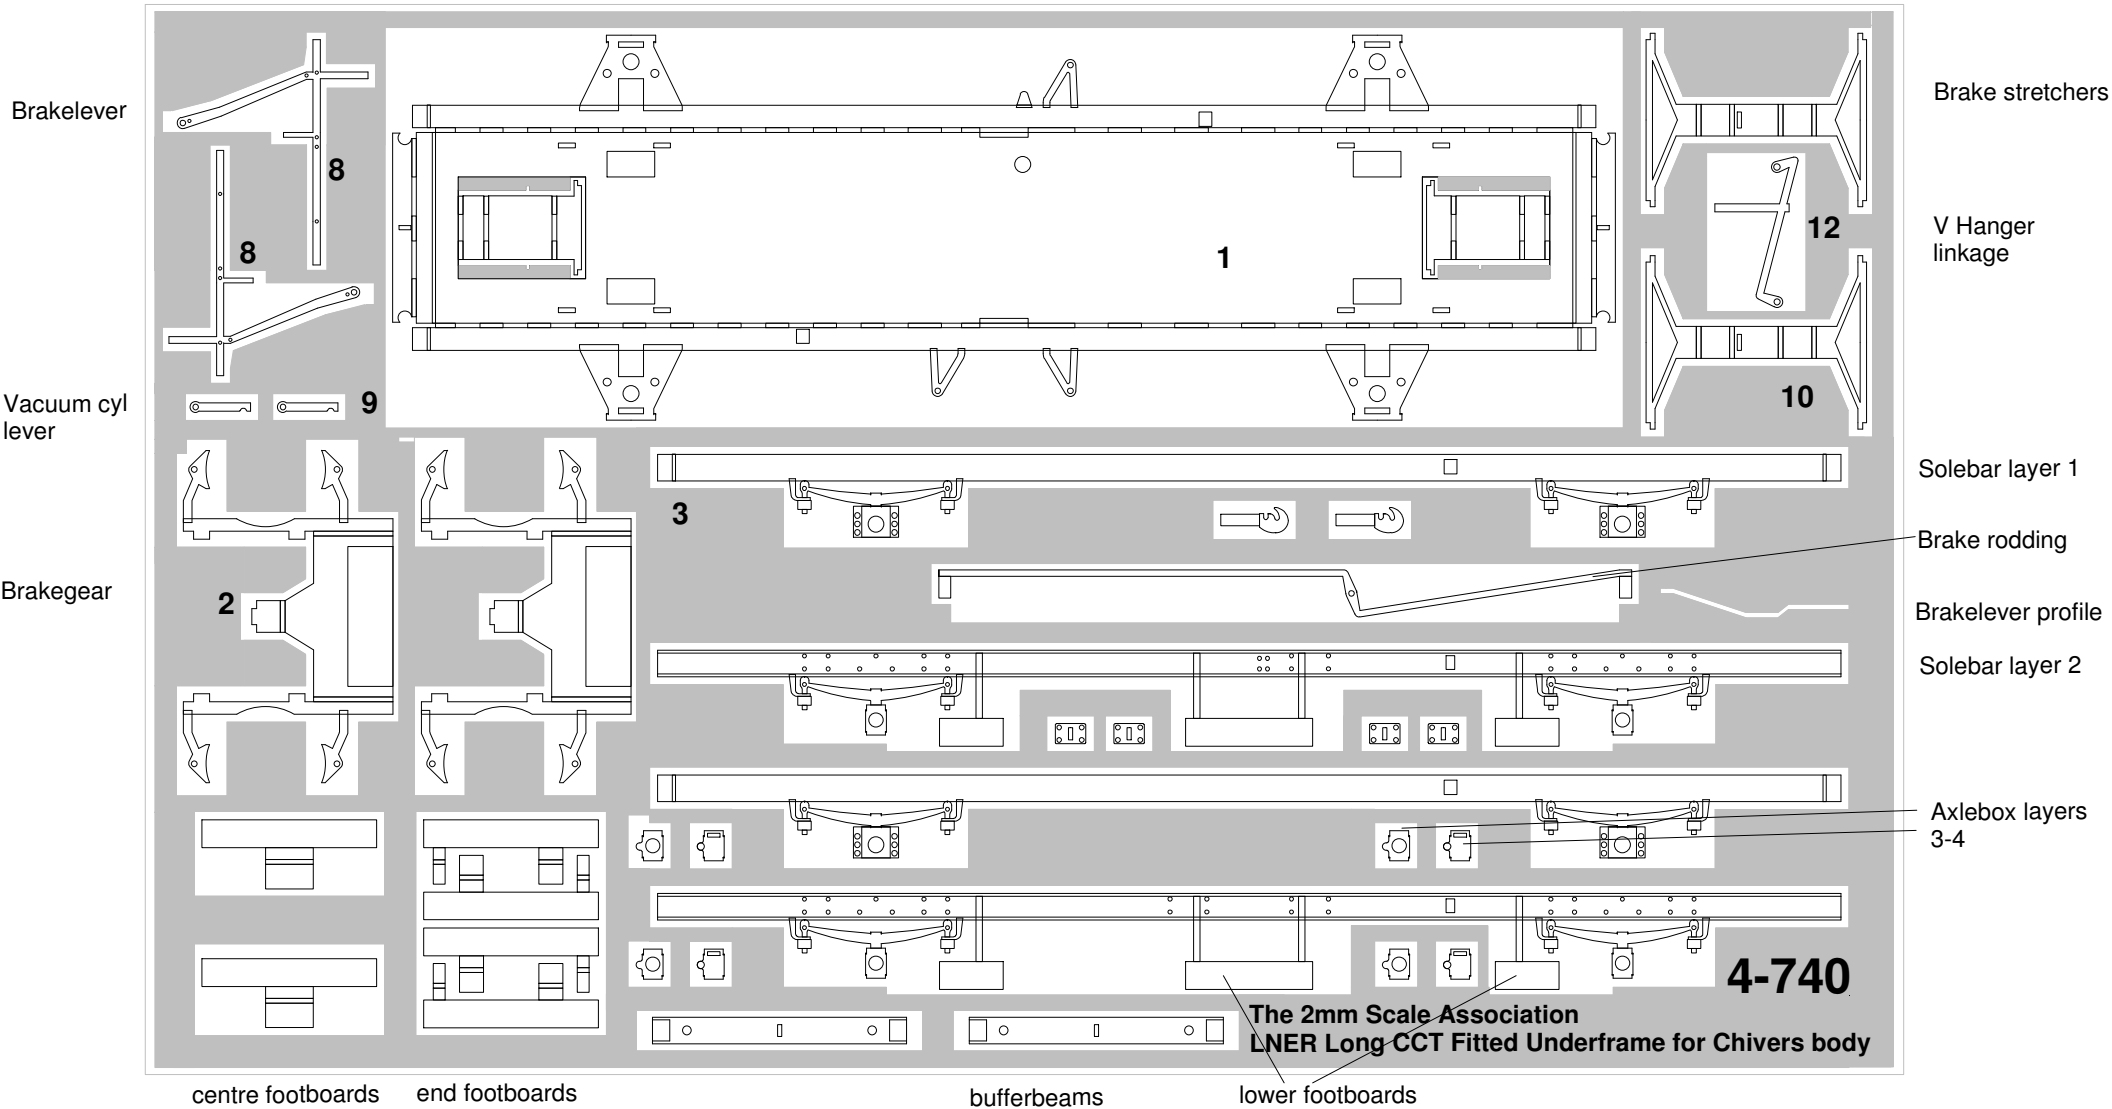 Brakelever
8
8
Vacuum cyl
lever
9
Brakegear
2
1
3
12
10
Brake stretchers
V Hanger
linkage
Solebar layer 1
Brake rodding
Brakelever profile
Solebar layer 2
Axlebox layers
3-4
4-740
The 2mm Scale Association
LNER Long CCT Fitted Underframe for Chivers body
centre footboards
end footboards
bufferbeams
lower footboards